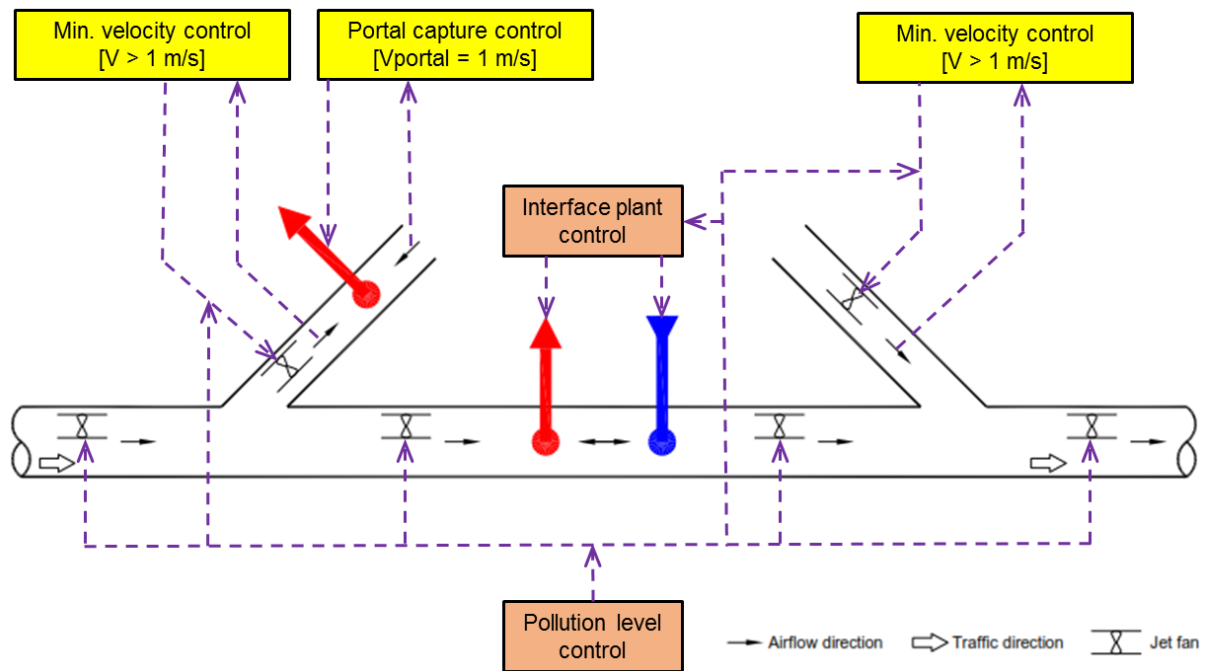 Min. velocity control
[V > 1 m/s]
Portal capture control
[Vportal = 1 m/s]
Min. velocity control
[V > 1 m/s]
Interface plant
control
Pollution level
control
Airflow direction
Traffic direction
Jet fan